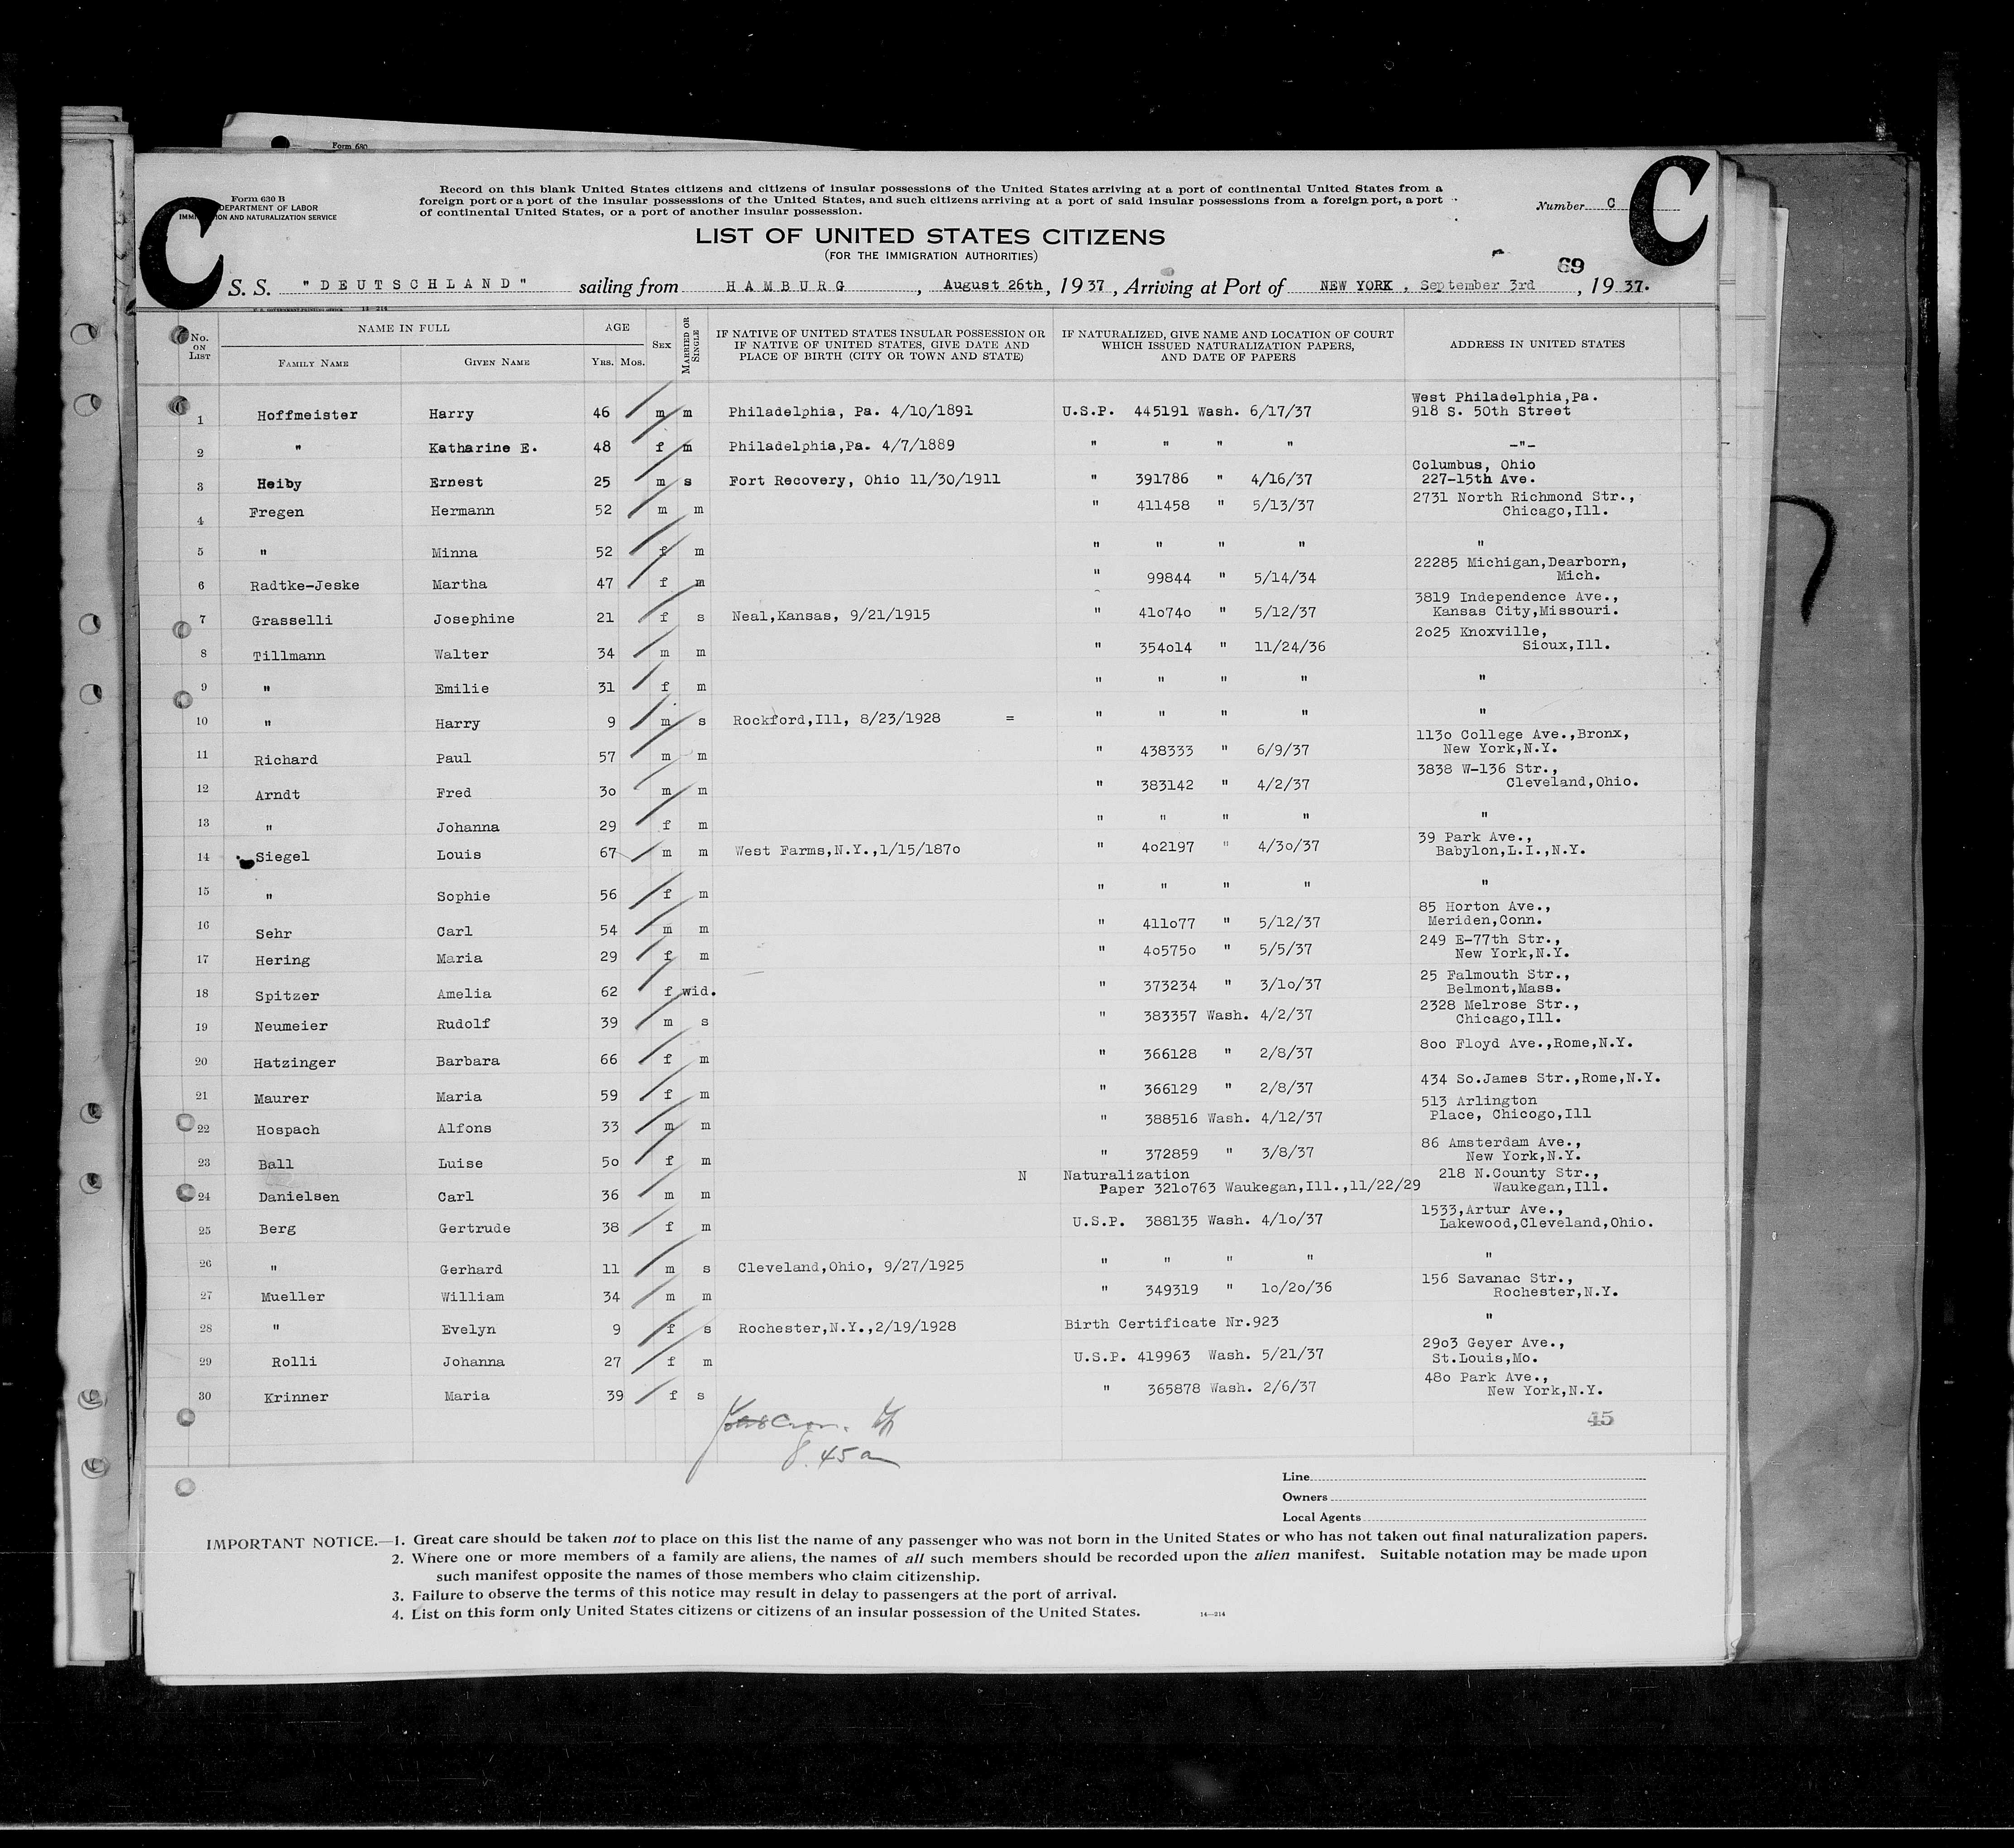 Form 680
Form 630 B
DEPARTMENT OF LABOR
IMMIGRATION AND NATURALIZATION SERVICE
C
C
Record on this blank United States citizens and citizens of insular possessions of the United States arriving at a port of continental United States from a
foreign port or a port of the insular possessions of the United States, and such citizens arriving at a port of said insular possessions from a foreign port, a port
of continental United States, or a port of another insular possession.
Number C
LIST OF UNITED STATES CITIZENS
(FOR THE IMMIGRATION AUTHORITIES)
69
S. S. "DEUTSCHLAND" sailing from HAMBURG, August 26th, 1937, Arriving at Port of NEW YORK, September 3rd, 1937.
No. ON LIST NAME IN FULL FAMILY NAME GIVEN NAME AGE YRS. MOS. SEX MARRIED OR SINGLE IF NATIVE OF UNITED STATES INSULAR POSSESSION OR IF NATIVE OF UNITED STATES, GIVE DATE AND PLACE OF BIRTH (CITY OR TOWN AND STATE) IF NATURALIZED, GIVE NAME AND LOCATION OF COURT WHICH ISSUED NATURALIZATION PAPERS, AND DATE OF PAPERS ADDRESS IN UNITED STATES
1 Hoffmeister Harry 46 m m Philadelphia, Pa. 4/10/1891 U.S.P. 445191 Wash. 6/17/37 West Philadelphia,Pa. 918 S. 50th Street
2 " Katharine E. 48 f m Philadelphia,Pa. 4/7/1889 " " " " -"-
3 Heiby Ernest 25 m s Fort Recovery, Ohio 11/30/1911 " 391786 " 4/16/37 Columbus, Ohio 227-15th Ave.
4 Fregen Hermann 52 m m " 411458 " 5/13/37 2731 North Richmond Str., Chicago,Ill.
5 " Minna 52 f m " " " " "
6 Radtke-Jeske Martha 47 f m " 99844 " 5/14/34 22285 Michigan,Dearborn, Mich.
7 Grasselli Josephine 21 f s Neal,Kansas, 9/21/1915 " 41o74o " 5/12/37 3819 Independence Ave., Kansas City,Missouri.
8 Tillmann Walter 34 m m " 354o14 " 11/24/36 2o25 Knoxville, Sioux,Ill.
9 " Emilie 31 f m " " " " "
10 " Harry 9 m s Rockford,Ill, 8/23/1928 = " " " " "
11 Richard Paul 57 m m " 438333 " 6/9/37 113o College Ave.,Bronx, New York,N.Y.
12 Arndt Fred 3o m m " 383142 " 4/2/37 3838 W-136 Str., Cleveland,Ohio.
13 " Johanna 29 f m " " " " "
14 Siegel Louis 67 m m West Farms,N.Y.,1/15/187o " 4o2197 " 4/3o/37 39 Park Ave., Babylon,L.I.,N.Y.
15 " Sophie 56 f m " " " " "
16 Sehr Carl 54 m m " 411o77 " 5/12/37 85 Horton Ave., Meriden,Conn.
17 Hering Maria 29 f m " 4o575o " 5/5/37 249 E-77th Str., New York,N.Y.
18 Spitzer Amelia 62 f wid. " 373234 " 3/1o/37 25 Falmouth Str., Belmont,Mass.
19 Neumeier Rudolf 39 m s " 383357 Wash. 4/2/37 2328 Melrose Str., Chicago,Ill.
20 Hatzinger Barbara 66 f m " 366128 " 2/8/37 8oo Floyd Ave.,Rome,N.Y.
21 Maurer Maria 59 f m " 366129 " 2/8/37 434 So.James Str.,Rome,N.Y.
22 Hospach Alfons 33 m m " 388516 Wash. 4/12/37 513 Arlington Place, Chicogo,Ill
23 Ball Luise 5o f m " 372859 " 3/8/37 86 Amsterdam Ave., New York,N.Y.
24 Danielsen Carl 36 m m N Naturalization Paper 321o763 Waukegan,Ill.,11/22/29 218 N.County Str., Waukegan,Ill.
25 Berg Gertrude 38 f m U.S.P. 388135 Wash. 4/1o/37 1533,Artur Ave., Lakewood,Cleveland,Ohio.
26 " Gerhard 11 m s Cleveland,Ohio, 9/27/1925 " " " " "
27 Mueller William 34 m m " 349319 " 1o/2o/36 156 Savanac Str., Rochester,N.Y.
28 " Evelyn 9 f s Rochester,N.Y.,2/19/1928 Birth Certificate Nr.923 "
29 Rolli Johanna 27 f m U.S.P. 419963 Wash. 5/21/37 29o3 Geyer Ave., St.Louis,Mo.
30 Krinner Maria 39 f s " 365878 Wash. 2/6/37 48o Park Ave., New York,N.Y.
45
8.45 a
Line
Owners
Local Agents
IMPORTANT NOTICE.—1. Great care should be taken not to place on this list the name of any passenger who was not born in the United States or who has not taken out final naturalization papers.
2. Where one or more members of a family are aliens, the names of all such members should be recorded upon the alien manifest. Suitable notation may be made upon
such manifest opposite the names of those members who claim citizenship.
3. Failure to observe the terms of this notice may result in delay to passengers at the port of arrival.
4. List on this form only United States citizens or citizens of an insular possession of the United States. 14—214